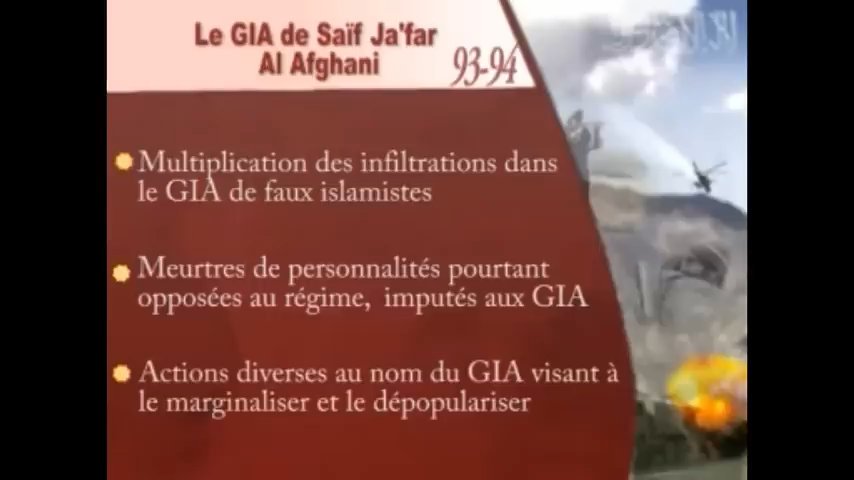 Le GIA de Saïf Ja'far
Al Afghani
93-94
Multiplication des infiltrations dans
le GIA de faux islamistes
Meurtres de personnalités pourtant
opposées au régime, imputés aux GIA
Actions diverses au nom du GIA visant à
le marginaliser et le dépopulariser